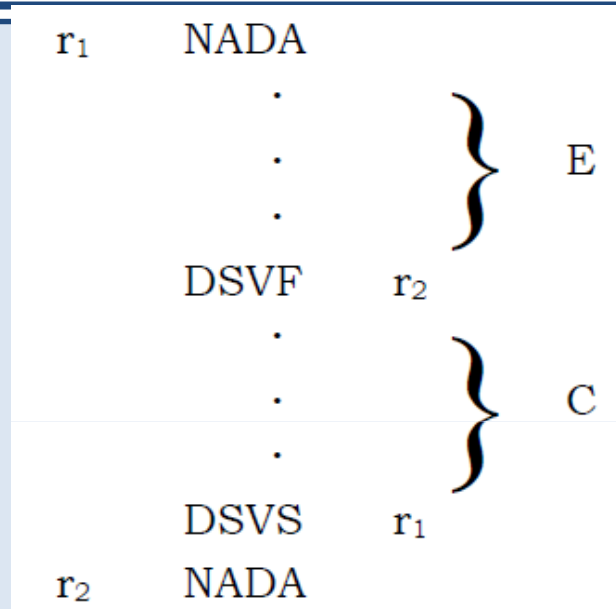 r₁ NADA
.
.
.
} E
DSVF r₂
.
.
.
} C
DSVS r₁
r₂ NADA